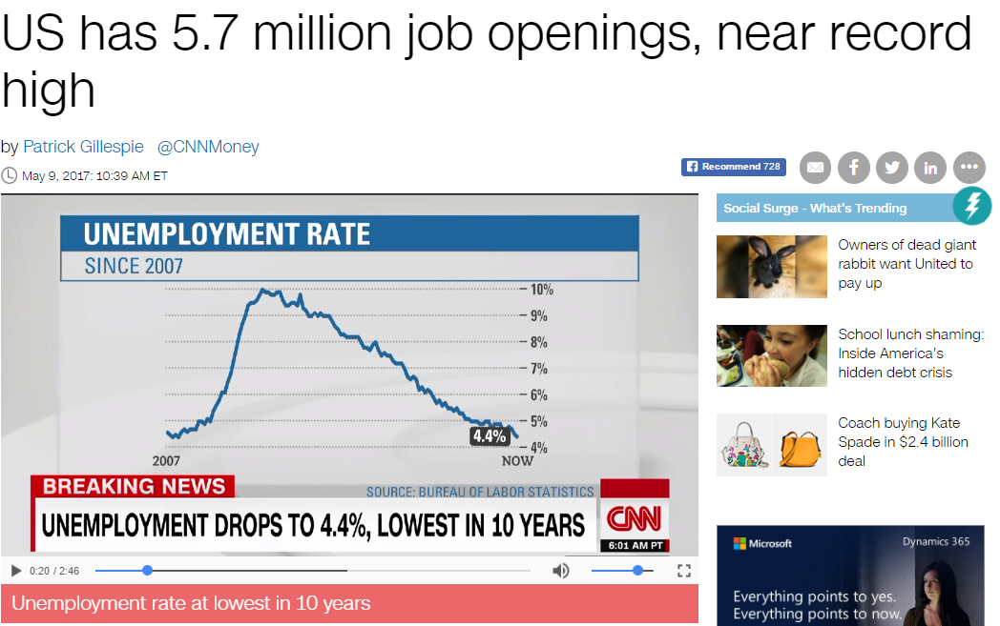 US has 5.7 million job openings, near record
high
by Patrick Gillespie @CNNMoney
May 9, 2017: 10:39 AM ET
Recommend 728
in
UNEMPLOYMENT RATE
SINCE 2007
10%
9%
8%
7%
6%
5%
4.4%
4%
2007
NOW
BREAKING NEWS
SOURCE: BUREAU OF LABOR STATISTICS
UNEMPLOYMENT DROPS TO 4.4%, LOWEST IN 10 YEARS
CNN
6:01 AM PT
0:20 / 2:46
Unemployment rate at lowest in 10 years
Social Surge - What's Trending
Owners of dead giant
rabbit want United to
pay up
School lunch shaming:
Inside America's
hidden debt crisis
Coach buying Kate
Spade in $2.4 billion
deal
Microsoft
Dynamics 365
Everything points to yes.
Everything points to now.